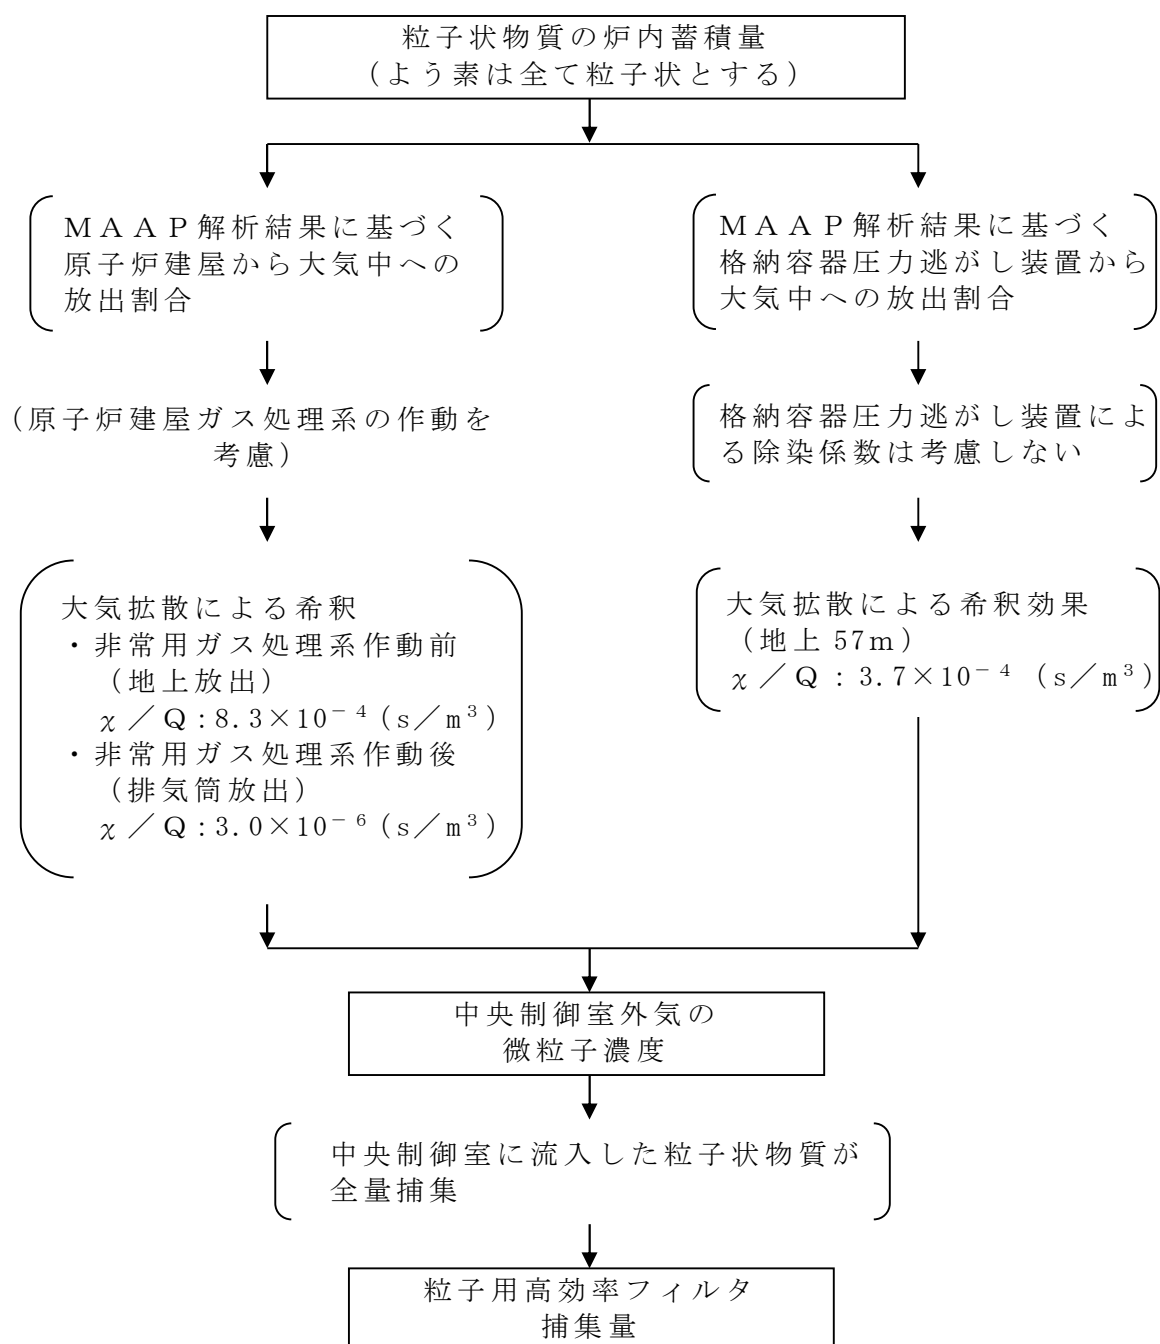 粒子状物質の炉内蓄積量
(よう素は全て粒子状とする)
MAAP解析結果に基づく
原子炉建屋から大気中への
放出割合
MAAP解析結果に基づく
格納容器圧力逃がし装置から
大気中への放出割合
(原子炉建屋ガス処理系の作動を
考慮)
格納容器圧力逃がし装置によ
る除染係数は考慮しない
大気拡散による希釈
・非常用ガス処理系作動前
(地上放出)
χ/Q:8.3×10⁻⁴(s/m³)
・非常用ガス処理系作動後
(排気筒放出)
χ/Q:3.0×10⁻⁶(s/m³)
大気拡散による希釈効果
(地上 57m)
χ/Q:3.7×10⁻⁴ (s/m³)
中央制御室外気の
微粒子濃度
中央制御室に流入した粒子状物質が
全量捕集
粒子用高効率フィルタ
捕集量